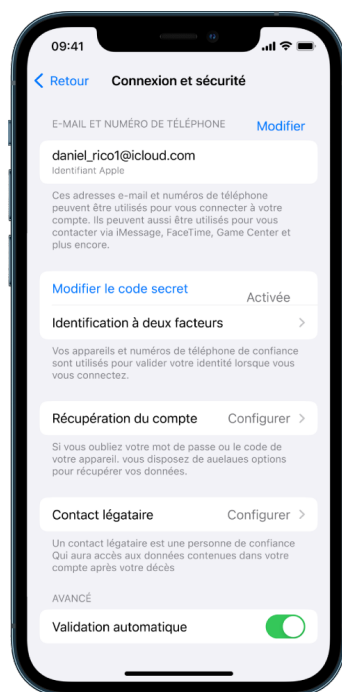 09:41
Retour Connexion et sécurité
E-MAIL ET NUMÉRO DE TÉLÉPHONE Modifier
daniel_rico1@icloud.com
Identifiant Apple
Ces adresses e-mail et numéros de téléphone
peuvent être utilisés pour vous connecter à votre
compte. Ils peuvent aussi être utilisés pour vous
contacter via iMessage, FaceTime, Game Center et
plus encore.
Modifier le code secret
Activée
Identification à deux facteurs
Vos appareils et numéros de téléphone de confiance
sont utilisés pour valider votre identité lorsque vous
vous connectez.
Récupération du compte Configurer
Si vous oubliez votre mot de passe ou le code de
votre appareil. vous disposez de auelaues options
pour récupérer vos données.
Contact légataire Configurer
Un contact légataire est une personne de confiance
Qui aura accès aux données contenues dans votre
compte après votre décès
AVANCÉ
Validation automatique